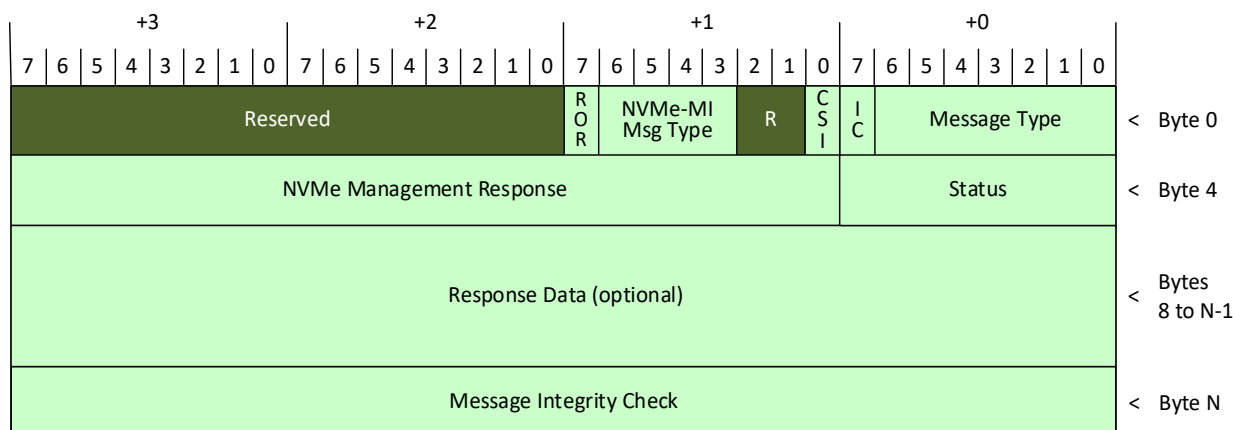 +3 +2 +1 +0
7 6 5 4 3 2 1 0 7 6 5 4 3 2 1 0 7 6 5 4 3 2 1 0 7 6 5 4 3 2 1 0
Reserved ROR NVMe-MI Msg Type R CSI IC Message Type < Byte 0
NVMe Management Response Status < Byte 4
Response Data (optional) < Bytes 8 to N-1
Message Integrity Check < Byte N